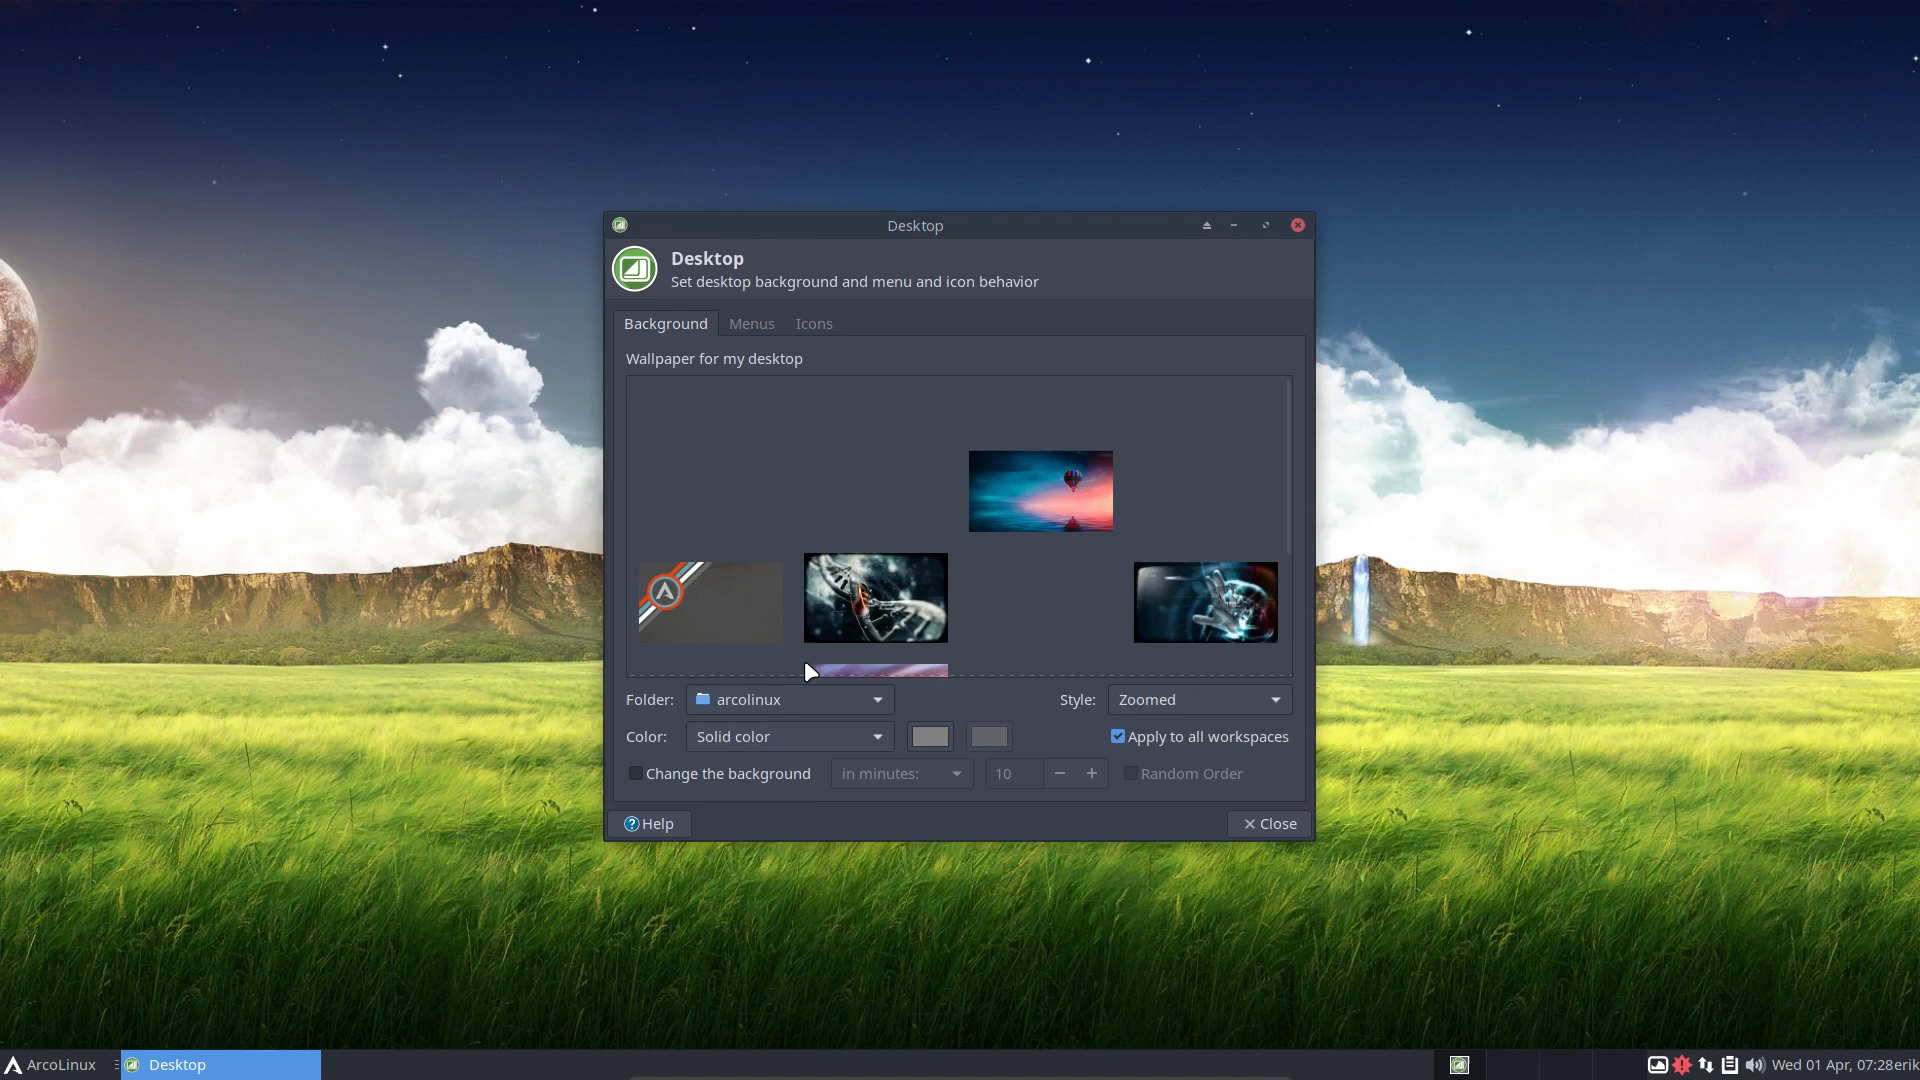 Desktop
Desktop
Set desktop background and menu and icon behavior
Background Menus Icons
Wallpaper for my desktop
Folder: arcolinux Style: Zoomed
Color: Solid color Apply to all workspaces
Change the background in minutes: 10 Random Order
Help Close
ArcoLinux Desktop Wed 01 Apr, 07:28erik